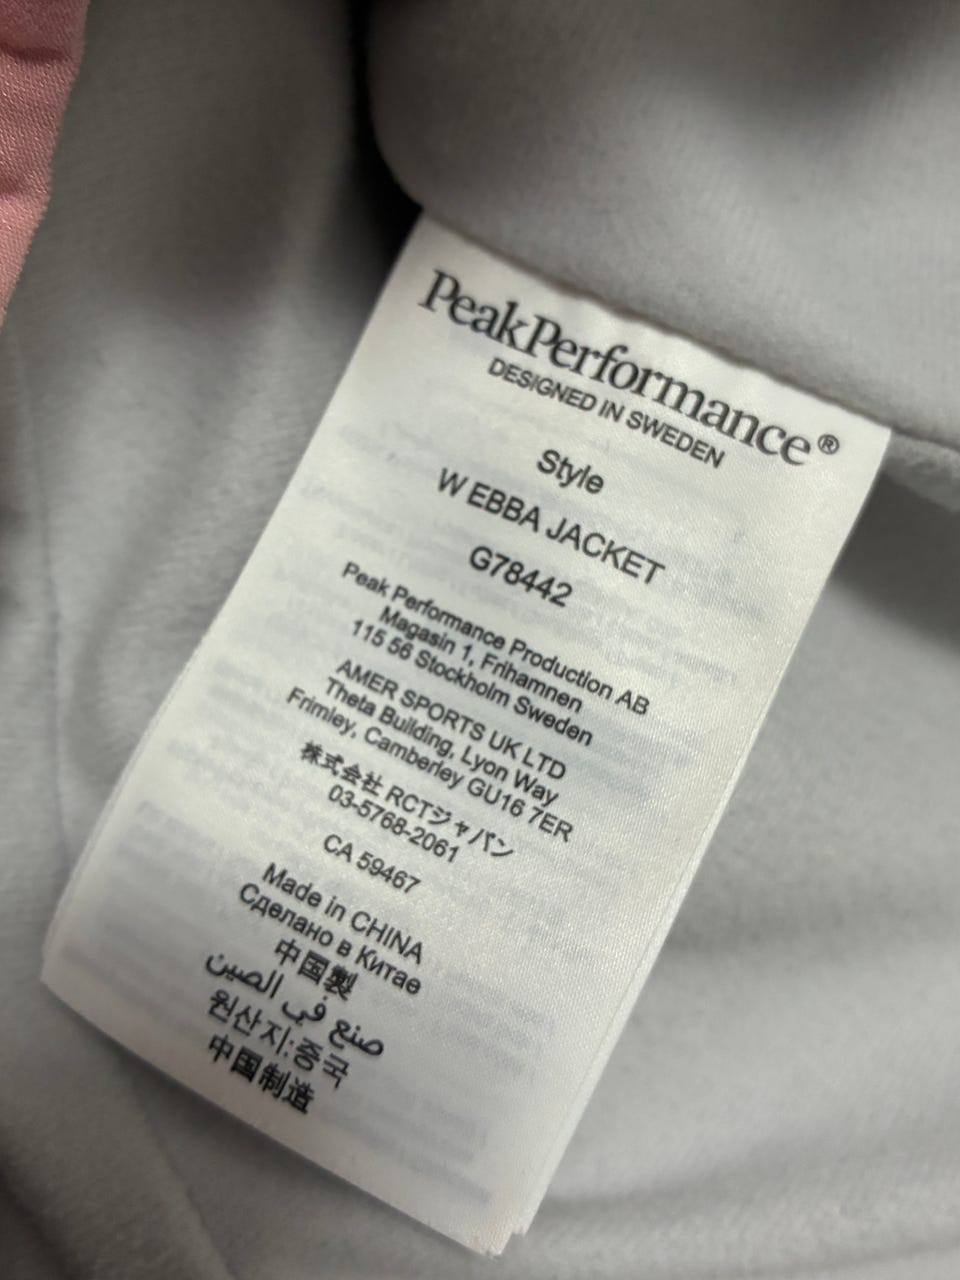 PeakPerformance®
DESIGNED IN SWEDEN
Style
W EBBA JACKET
G78442
Peak Performance Production AB
Magasin 1, Frihamnen
115 56 Stockholm Sweden
AMER SPORTS UK LTD
Theta Building, Lyon Way
Frimley, Camberley GU16 7ER
株式会社 RCTジャパン
03-5768-2061
CA 59467
Made in CHINA
Сделано в Китае
中国製
صنع في الصين
원산지:중국
中国制造